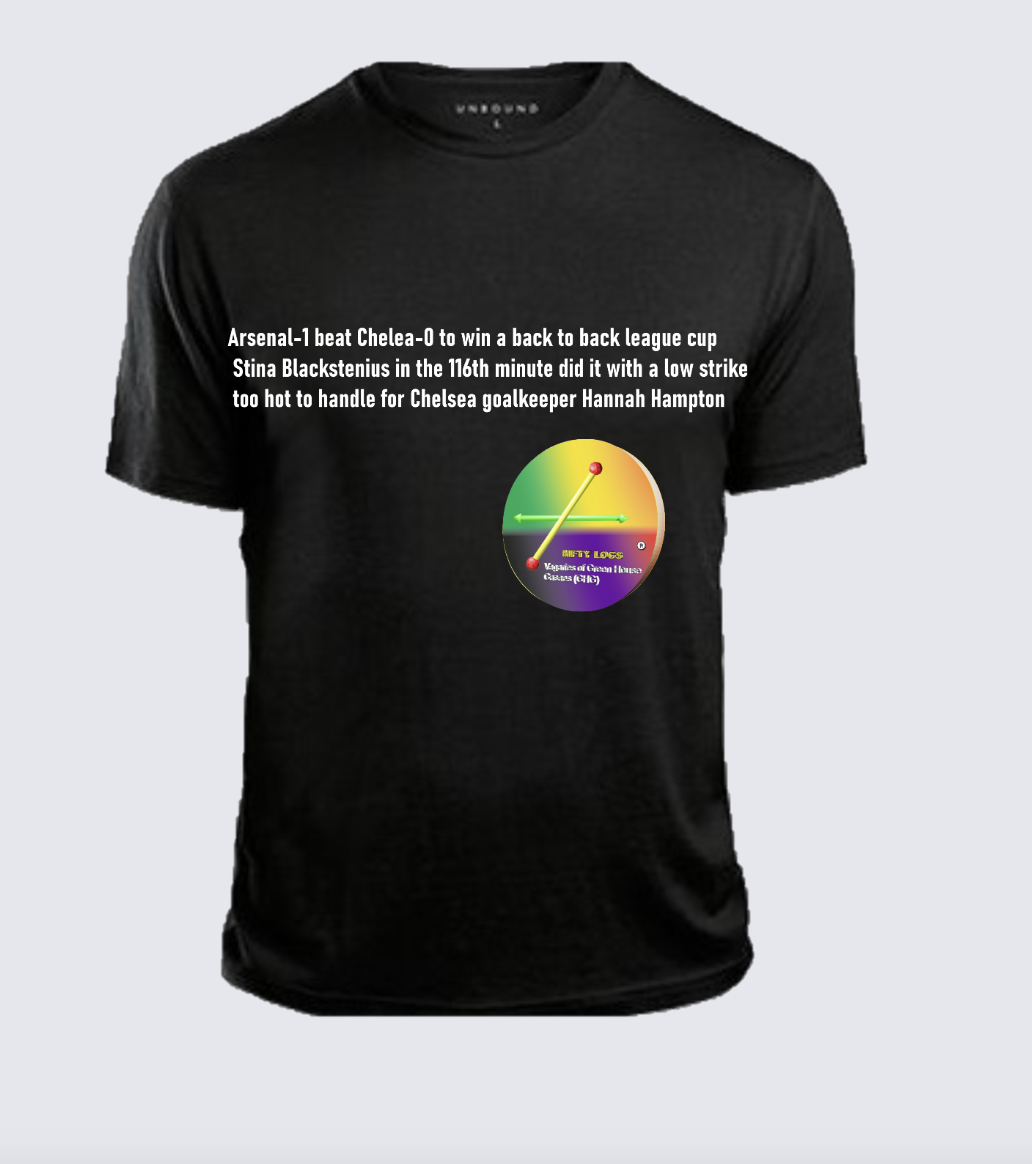 UNBOUND
L
Arsenal-1 beat Chelea-0 to win a back to back league cup
Stina Blackstenius in the 116th minute did it with a low strike
too hot to handle for Chelsea goalkeeper Hannah Hampton
NIFTY LOGS
Vagaries of Green House
Gasses (GHG)